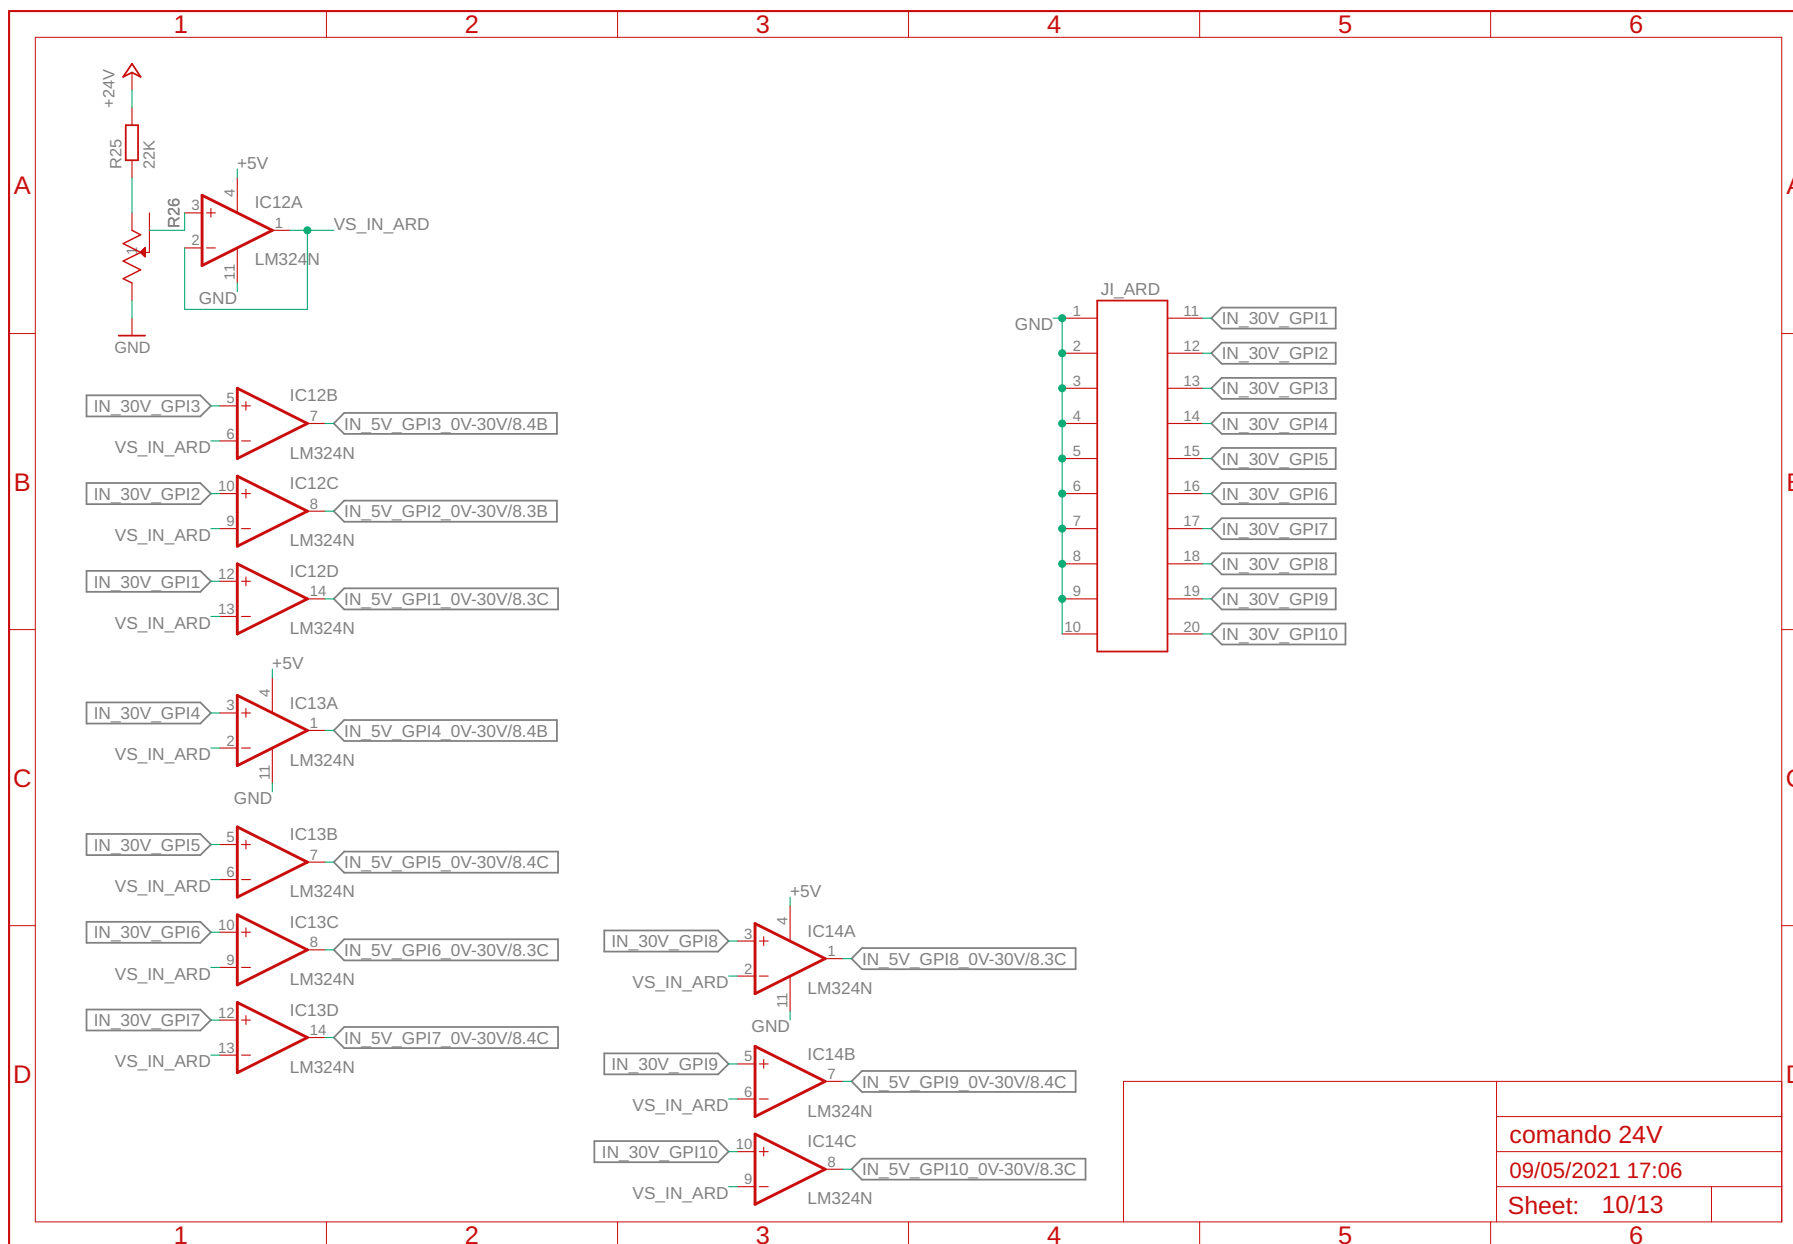 1 2 3 4 5 6
A
B
C
D
+24V
R25
22K
R26
1
GND
+5V
4
3
2
1
11
IC12A
LM324N
GND
VS_IN_ARD
IN_30V_GPI3
VS_IN_ARD
5
6
7
IC12B
LM324N
IN_5V_GPI3_0V-30V/8.4B
IN_30V_GPI2
VS_IN_ARD
10
9
8
IC12C
LM324N
IN_5V_GPI2_0V-30V/8.3B
IN_30V_GPI1
VS_IN_ARD
12
13
14
IC12D
LM324N
IN_5V_GPI1_0V-30V/8.3C
+5V
4
IN_30V_GPI4
VS_IN_ARD
3
2
1
11
IC13A
LM324N
GND
IN_5V_GPI4_0V-30V/8.4B
IN_30V_GPI5
VS_IN_ARD
5
6
7
IC13B
LM324N
IN_5V_GPI5_0V-30V/8.4C
IN_30V_GPI6
VS_IN_ARD
10
9
8
IC13C
LM324N
IN_5V_GPI6_0V-30V/8.3C
IN_30V_GPI7
VS_IN_ARD
12
13
14
IC13D
LM324N
IN_5V_GPI7_0V-30V/8.4C
+5V
4
IN_30V_GPI8
VS_IN_ARD
3
2
1
11
IC14A
LM324N
GND
IN_5V_GPI8_0V-30V/8.3C
IN_30V_GPI9
VS_IN_ARD
5
6
7
IC14B
LM324N
IN_5V_GPI9_0V-30V/8.4C
IN_30V_GPI10
VS_IN_ARD
10
9
8
IC14C
LM324N
IN_5V_GPI10_0V-30V/8.3C
JI_ARD
GND
1 11 IN_30V_GPI1
2 12 IN_30V_GPI2
3 13 IN_30V_GPI3
4 14 IN_30V_GPI4
5 15 IN_30V_GPI5
6 16 IN_30V_GPI6
7 17 IN_30V_GPI7
8 18 IN_30V_GPI8
9 19 IN_30V_GPI9
10 20 IN_30V_GPI10
comando 24V
09/05/2021 17:06
Sheet: 10/13
1 2 3 4 5 6